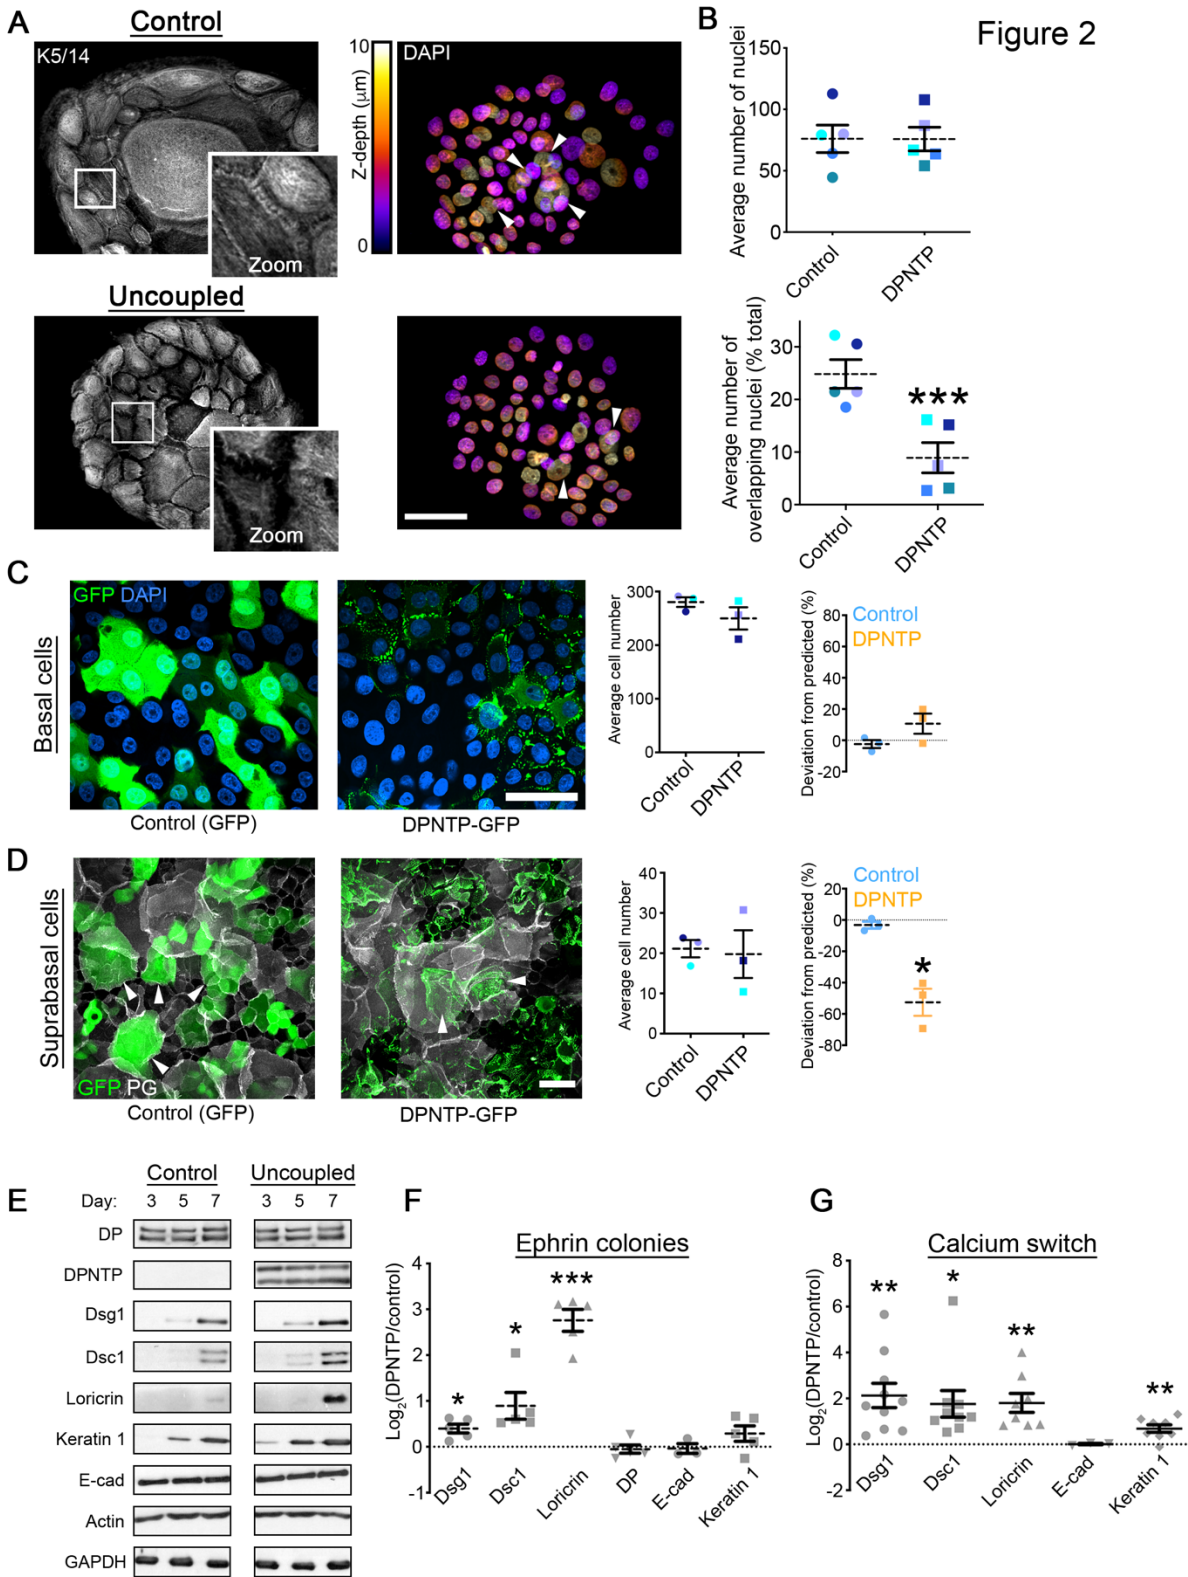 Figure 2
A
Control
K5/14
Zoom
10
Z-depth (μm)
0
DAPI
Uncoupled
Zoom
B
Average number of nuclei
150
100
50
0
Control
DPNTP
Average number of
overlapping nuclei (% total)
30
20
10
0
***
Control
DPNTP
C
Basal cells
GFP DAPI
Control (GFP)
DPNTP-GFP
Average cell number
300
200
300
0
Control
DPNTP
Deviation from predicted (%)
80
60
40
20
0
-20
Control
DPNTP
D
Suprabasal cells
GFP PG
Control (GFP)
DPNTP-GFP
Average cell number
40
30
20
10
0
Control
DPNTP
Deviation from predicted (%)
20
0
-20
-40
-60
-80
Control
DPNTP
*
E
Control Uncoupled
Day: 3 5 7 3 5 7
DP
DPNTP
Dsg1
Dsc1
Loricrin
Keratin 1
E-cad
Actin
GAPDH
F
Ephrin colonies
Log2(DPNTP/control)
4
3
2
1
0
-1
*
*
***
Dsg1
Dsc1
Loricrin
DP
E-cad
Keratin 1
G
Calcium switch
Log2(DPNTP/control)
8
6
4
2
0
-2
**
*
**
**
Dsg1
Dsc1
Loricrin
E-cad
Keratin 1